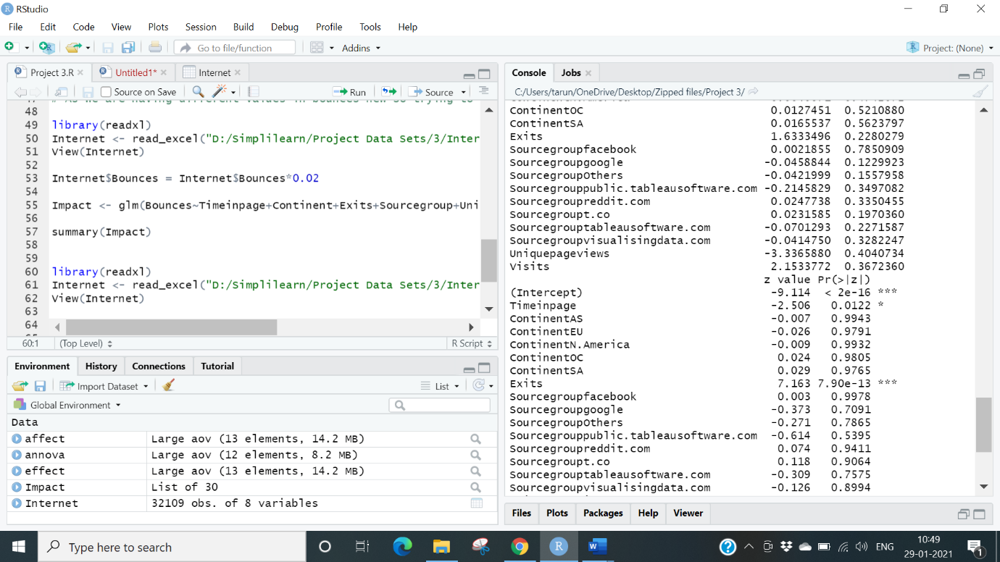 RStudio
File Edit Code View Plots Session Build Debug Profile Tools Help
Go to file/function Addins Project: (None)
Project 3.R Untitled1* Internet
Source on Save Run Source
48
49 library(readxl)
50 Internet <- read_excel("D:/Simplilearn/Project Data Sets/3/Inter
51 View(Internet)
52
53 Internet$Bounces = Internet$Bounces*0.02
54
55 Impact <- glm(Bounces~Timeinpage+Continent+Exits+Sourcegroup+Uni
56
57 summary(Impact)
58
59
60 library(readxl)
61 Internet <- read_excel("D:/Simplilearn/Project Data Sets/3/Inter
62 View(Internet)
63
64
60:1 (Top Level) R Script
Environment History Connections Tutorial
Import Dataset List
Global Environment
Data
affect Large aov (13 elements, 14.2 MB)
annova Large aov (12 elements, 8.2 MB)
effect Large aov (13 elements, 14.2 MB)
Impact List of 30
Internet 32109 obs. of 8 variables
Console Jobs
C:/Users/tarun/OneDrive/Desktop/Zipped files/Project 3/
ContinentOC 0.0127451 0.5210880
ContinentSA 0.0165537 0.5623797
Exits 1.6333496 0.2280279
Sourcegroupfacebook 0.0021855 0.7850909
Sourcegroupgoogle -0.0458844 0.1229923
SourcegroupOthers -0.0421999 0.1557958
Sourcegrouppublic.tableausoftware.com -0.2145829 0.3497082
Sourcegroupreddit.com 0.0247738 0.3350455
Sourcegroupt.co 0.0231585 0.1970360
Sourcegrouptableausoftware.com -0.0701293 0.2271587
Sourcegroupvisualisingdata.com -0.0414750 0.3282247
Uniquepageviews -3.3365880 0.4040734
Visits 2.1533772 0.3672360
z value Pr(>|z|)
(Intercept) -9.114 < 2e-16 ***
Timeinpage -2.506 0.0122 *
ContinentAS -0.007 0.9943
ContinentEU -0.026 0.9791
ContinentN.America -0.009 0.9932
ContinentOC 0.024 0.9805
ContinentSA 0.029 0.9765
Exits 7.163 7.90e-13 ***
Sourcegroupfacebook 0.003 0.9978
Sourcegroupgoogle -0.373 0.7091
SourcegroupOthers -0.271 0.7865
Sourcegrouppublic.tableausoftware.com -0.614 0.5395
Sourcegroupreddit.com 0.074 0.9411
Sourcegroupt.co 0.118 0.9064
Sourcegrouptableausoftware.com -0.309 0.7575
Sourcegroupvisualisingdata.com -0.126 0.8994
Files Plots Packages Help Viewer
Type here to search
ENG
10:49
29-01-2021
1